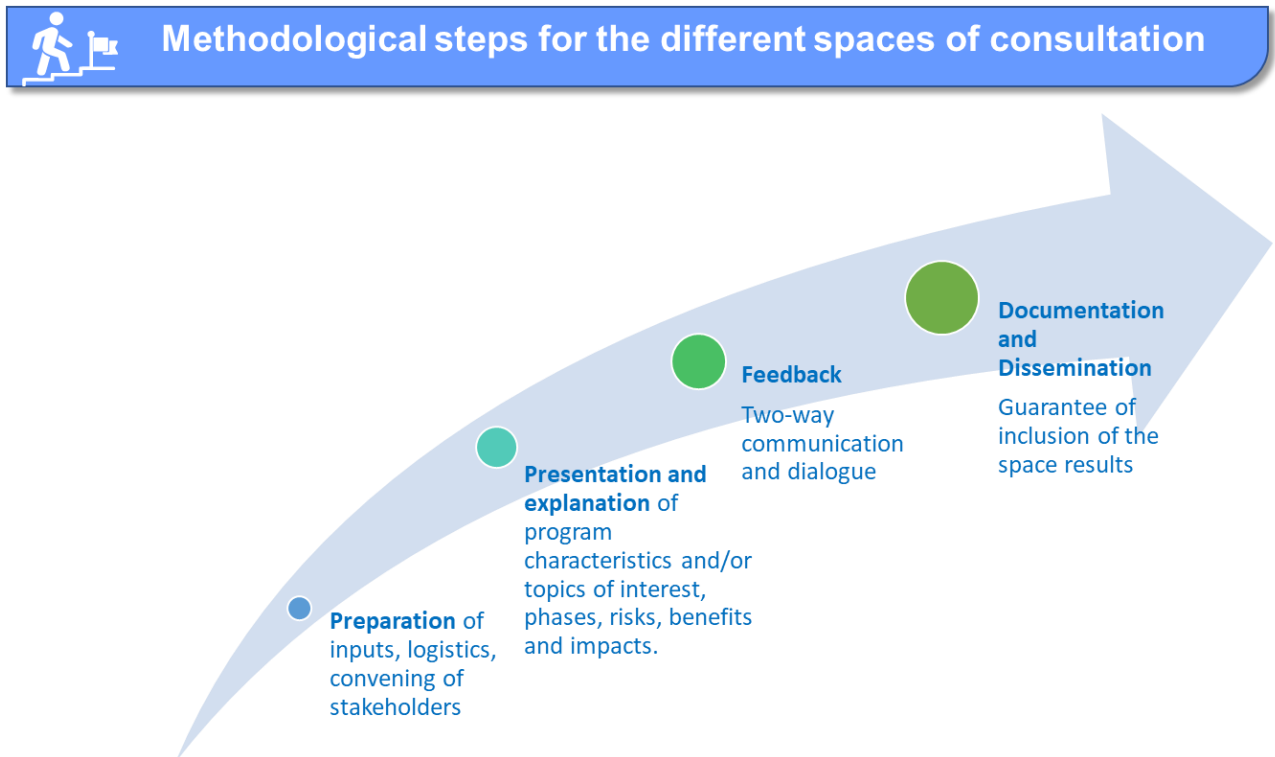 Methodological steps for the different spaces of consultation
Preparation of
inputs, logistics,
convening of
stakeholders
Presentation and
explanation of
program
characteristics and/or
topics of interest,
phases, risks, benefits
and impacts.
Feedback
Two-way
communication
and dialogue
Documentation
and
Dissemination
Guarantee of
inclusion of the
space results